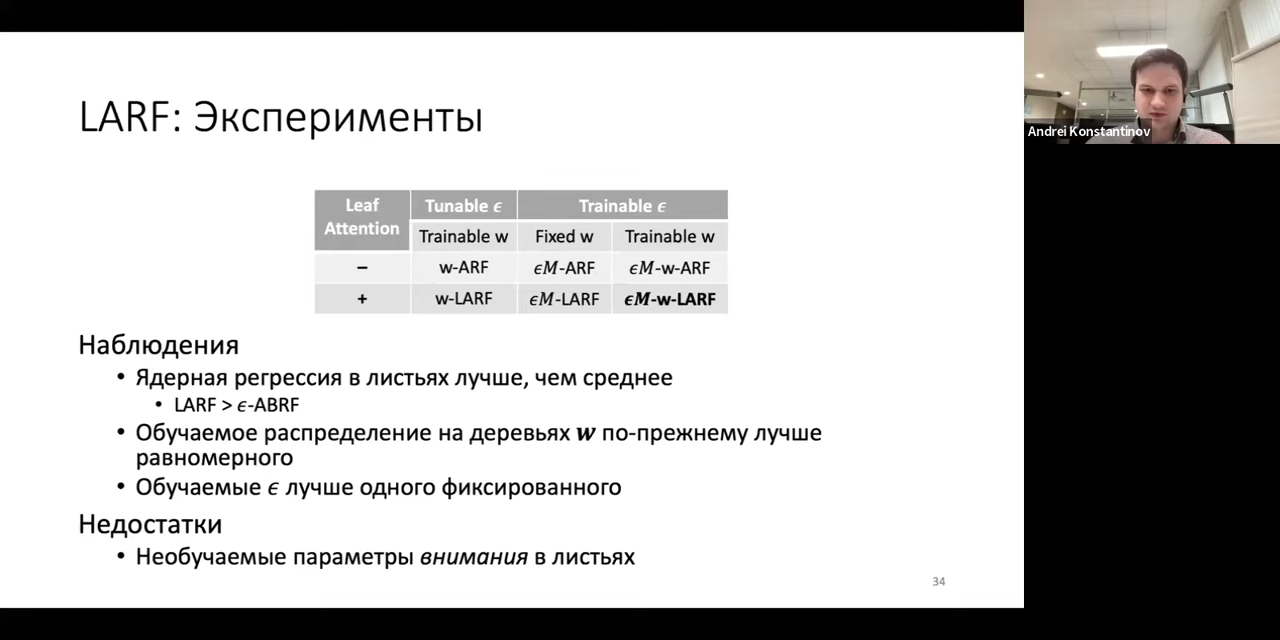 LARF: Эксперименты
Andrei Konstantinov
Leaf Attention
Tunable ϵ
Trainable ϵ
Trainable w
Fixed w
Trainable w
–
w-ARF
ϵM-ARF
ϵM-w-ARF
+
w-LARF
ϵM-LARF
ϵM-w-LARF
Наблюдения
• Ядерная регрессия в листьях лучше, чем среднее
• LARF > ϵ-ABRF
• Обучаемое распределение на деревьях w по-прежнему лучше
равномерного
• Обучаемые ϵ лучше одного фиксированного
Недостатки
• Необучаемые параметры внимания в листьях
34